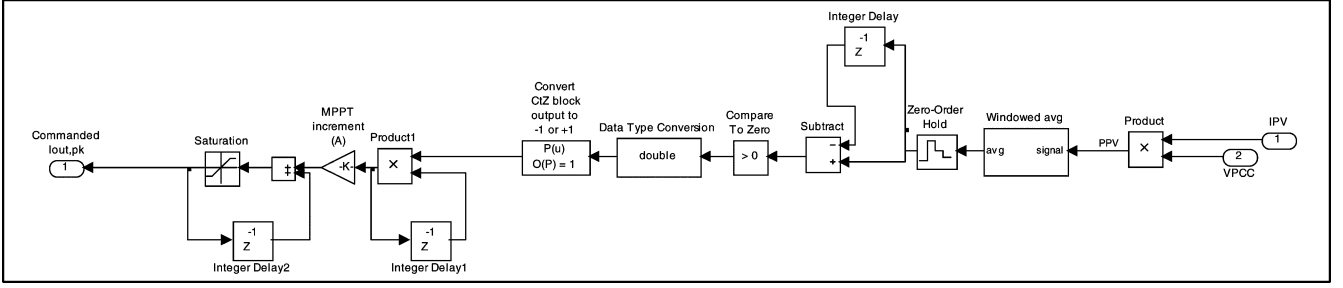 Integer Delay
-1
Z
Convert
CtZ block
output to
-1 or +1
MPPT
increment
(A)
Commanded
Iout,pk
1
Saturation
Product1
-K-
×
P(u)
O(P) = 1
Data Type Conversion
double
Compare
To Zero
> 0
Subtract
−
+
Zero-Order
Hold
Windowed avg
avg
signal
PPV
Product
×
IPV
1
2
VPCC
+
+
-1
Z
Integer Delay2
-1
Z
Integer Delay1